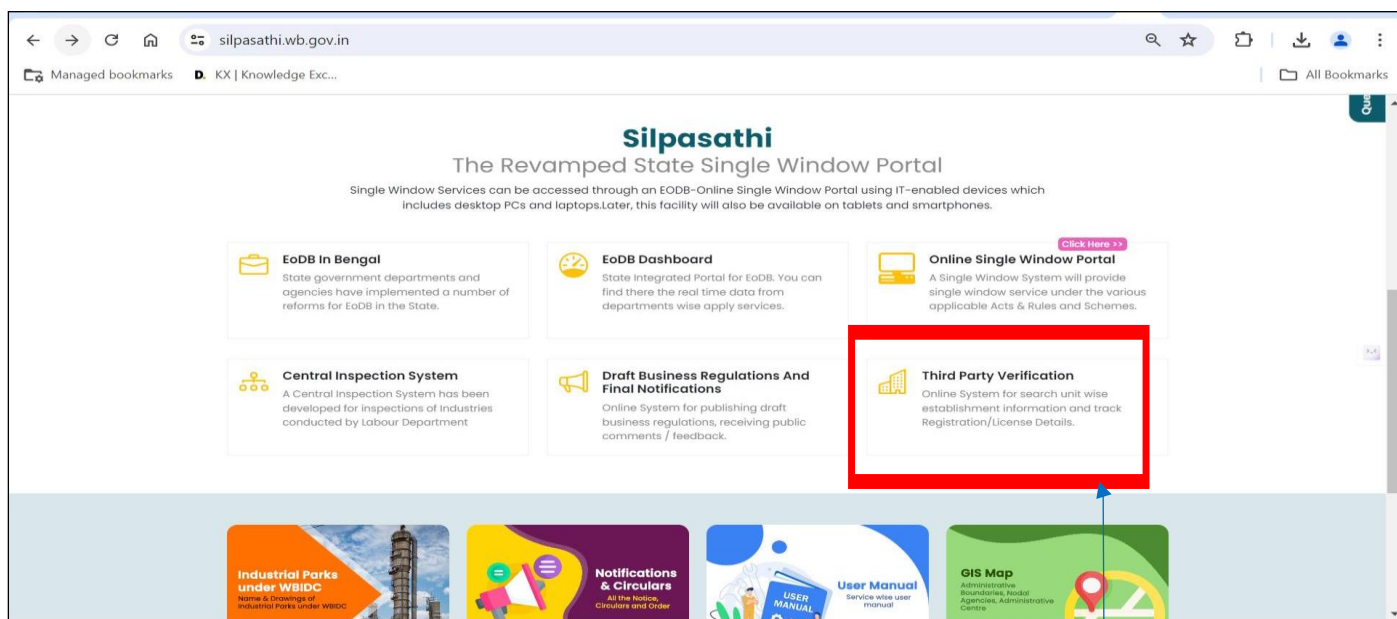 silpasathi.wb.gov.in
Managed bookmarks
D. KX | Knowledge Exc...
All Bookmarks
Que
Silpasathi
The Revamped State Single Window Portal
Single Window Services can be accessed through an EODB-Online Single Window Portal using IT-enabled devices which
includes desktop PCs and laptops.Later, this facility will also be available on tablets and smartphones.
EoDB In Bengal
State government departments and
agencies have implemented a number of
reforms for EoDB in the State.
EoDB Dashboard
State Integrated Portal for EoDB. You can
find there the real time data from
departments wise apply services.
Click Here >>
Online Single Window Portal
A Single Window System will provide
single window service under the various
applicable Acts & Rules and Schemes.
Central Inspection System
A Central Inspection System has been
developed for inspections of Industries
conducted by Labour Department
Draft Business Regulations And
Final Notifications
Online System for publishing draft
business regulations, receiving public
comments / feedback.
Third Party Verification
Online System for search unit wise
establishment information and track
Registration/License Details.
Industrial Parks
under WBIDC
Name & Drawings of
Industrial Parks under WBIDC
Notifications
& Circulars
All the Notice,
Circulars and Order
USER
MANUAL
User Manual
Service wise user
manual
GIS Map
Administrative
Boundaries, Nodal
Agencies, Administrative
Centre